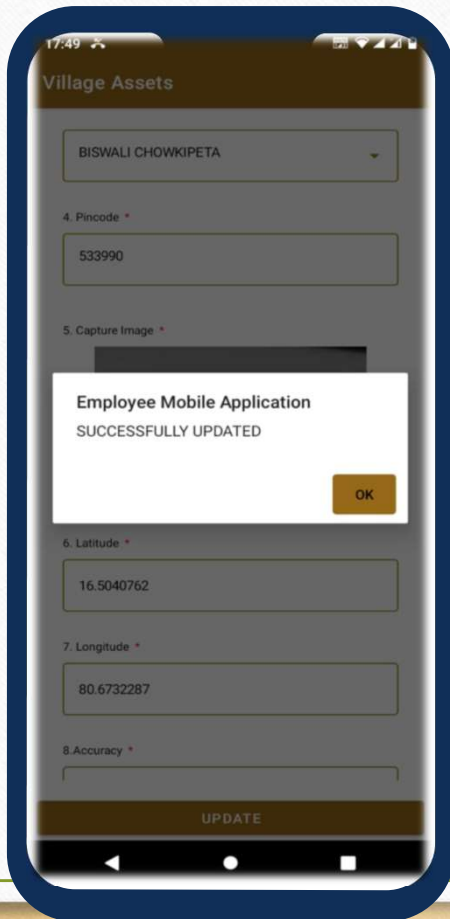 17:49
Village Assets
BISWALI CHOWKIPETA
4. Pincode *
533990
5. Capture Image *
Employee Mobile Application
SUCCESSFULLY UPDATED
OK
6. Latitude *
16.5040762
7. Longitude *
80.6732287
8.Accuracy *
UPDATE